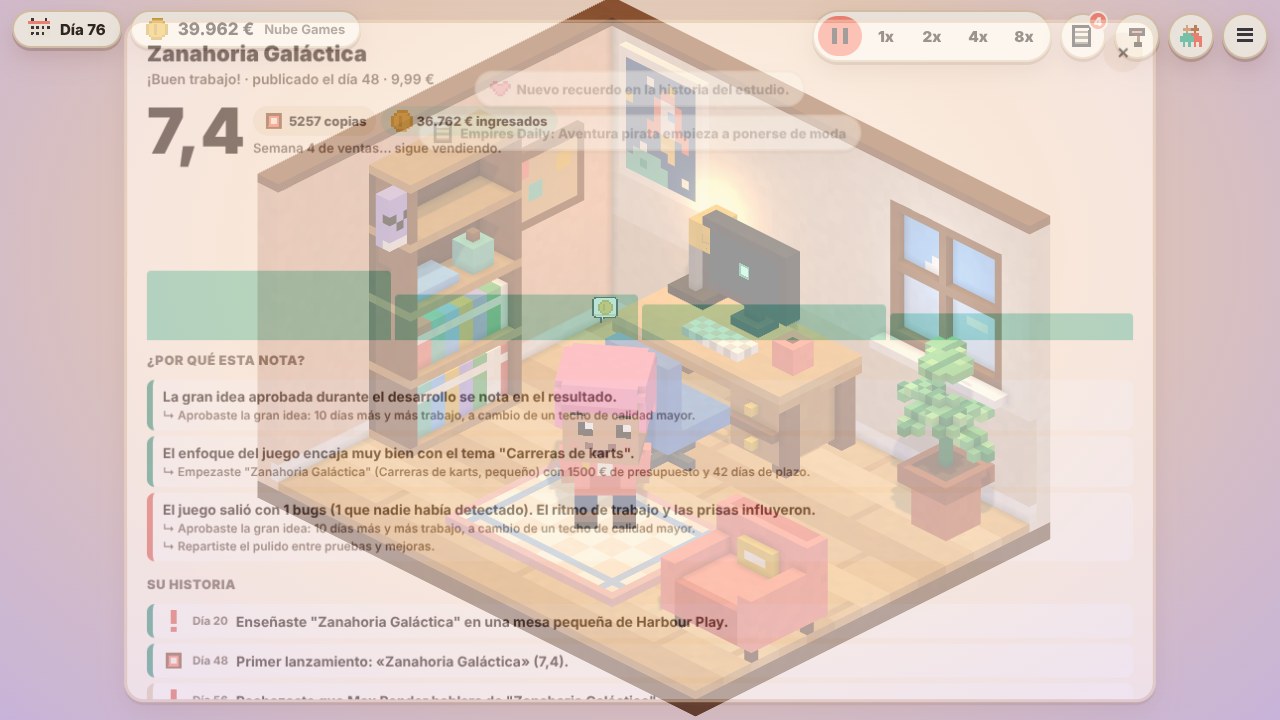 Día 76
39.962 €
Nube Games
1x
2x
4x
8x
4
Zanahoria Galáctica
×
¡Buen trabajo! · publicado el día 48 · 9,99 €
Nuevo recuerdo en la historia del estudio.
7,4
5257 copias
36.762 € ingresados
Empires Daily: Aventura pirata empieza a ponerse de moda
Semana 4 de ventas... sigue vendiendo.
¿POR QUÉ ESTA NOTA?
La gran idea aprobada durante el desarrollo se nota en el resultado.
↳ Aprobaste la gran idea: 10 días más y más trabajo, a cambio de un techo de calidad mayor.
El enfoque del juego encaja muy bien con el tema "Carreras de karts".
↳ Empezaste "Zanahoria Galáctica" (Carreras de karts, pequeño) con 1500 € de presupuesto y 42 días de plazo.
El juego salió con 1 bugs (1 que nadie había detectado). El ritmo de trabajo y las prisas influyeron.
↳ Aprobaste la gran idea: 10 días más y más trabajo, a cambio de un techo de calidad mayor.
↳ Repartiste el pulido entre pruebas y mejoras.
SU HISTORIA
Día 20 Enseñaste "Zanahoria Galáctica" en una mesa pequeña de Harbour Play.
Día 48 Primer lanzamiento: «Zanahoria Galáctica» (7,4).